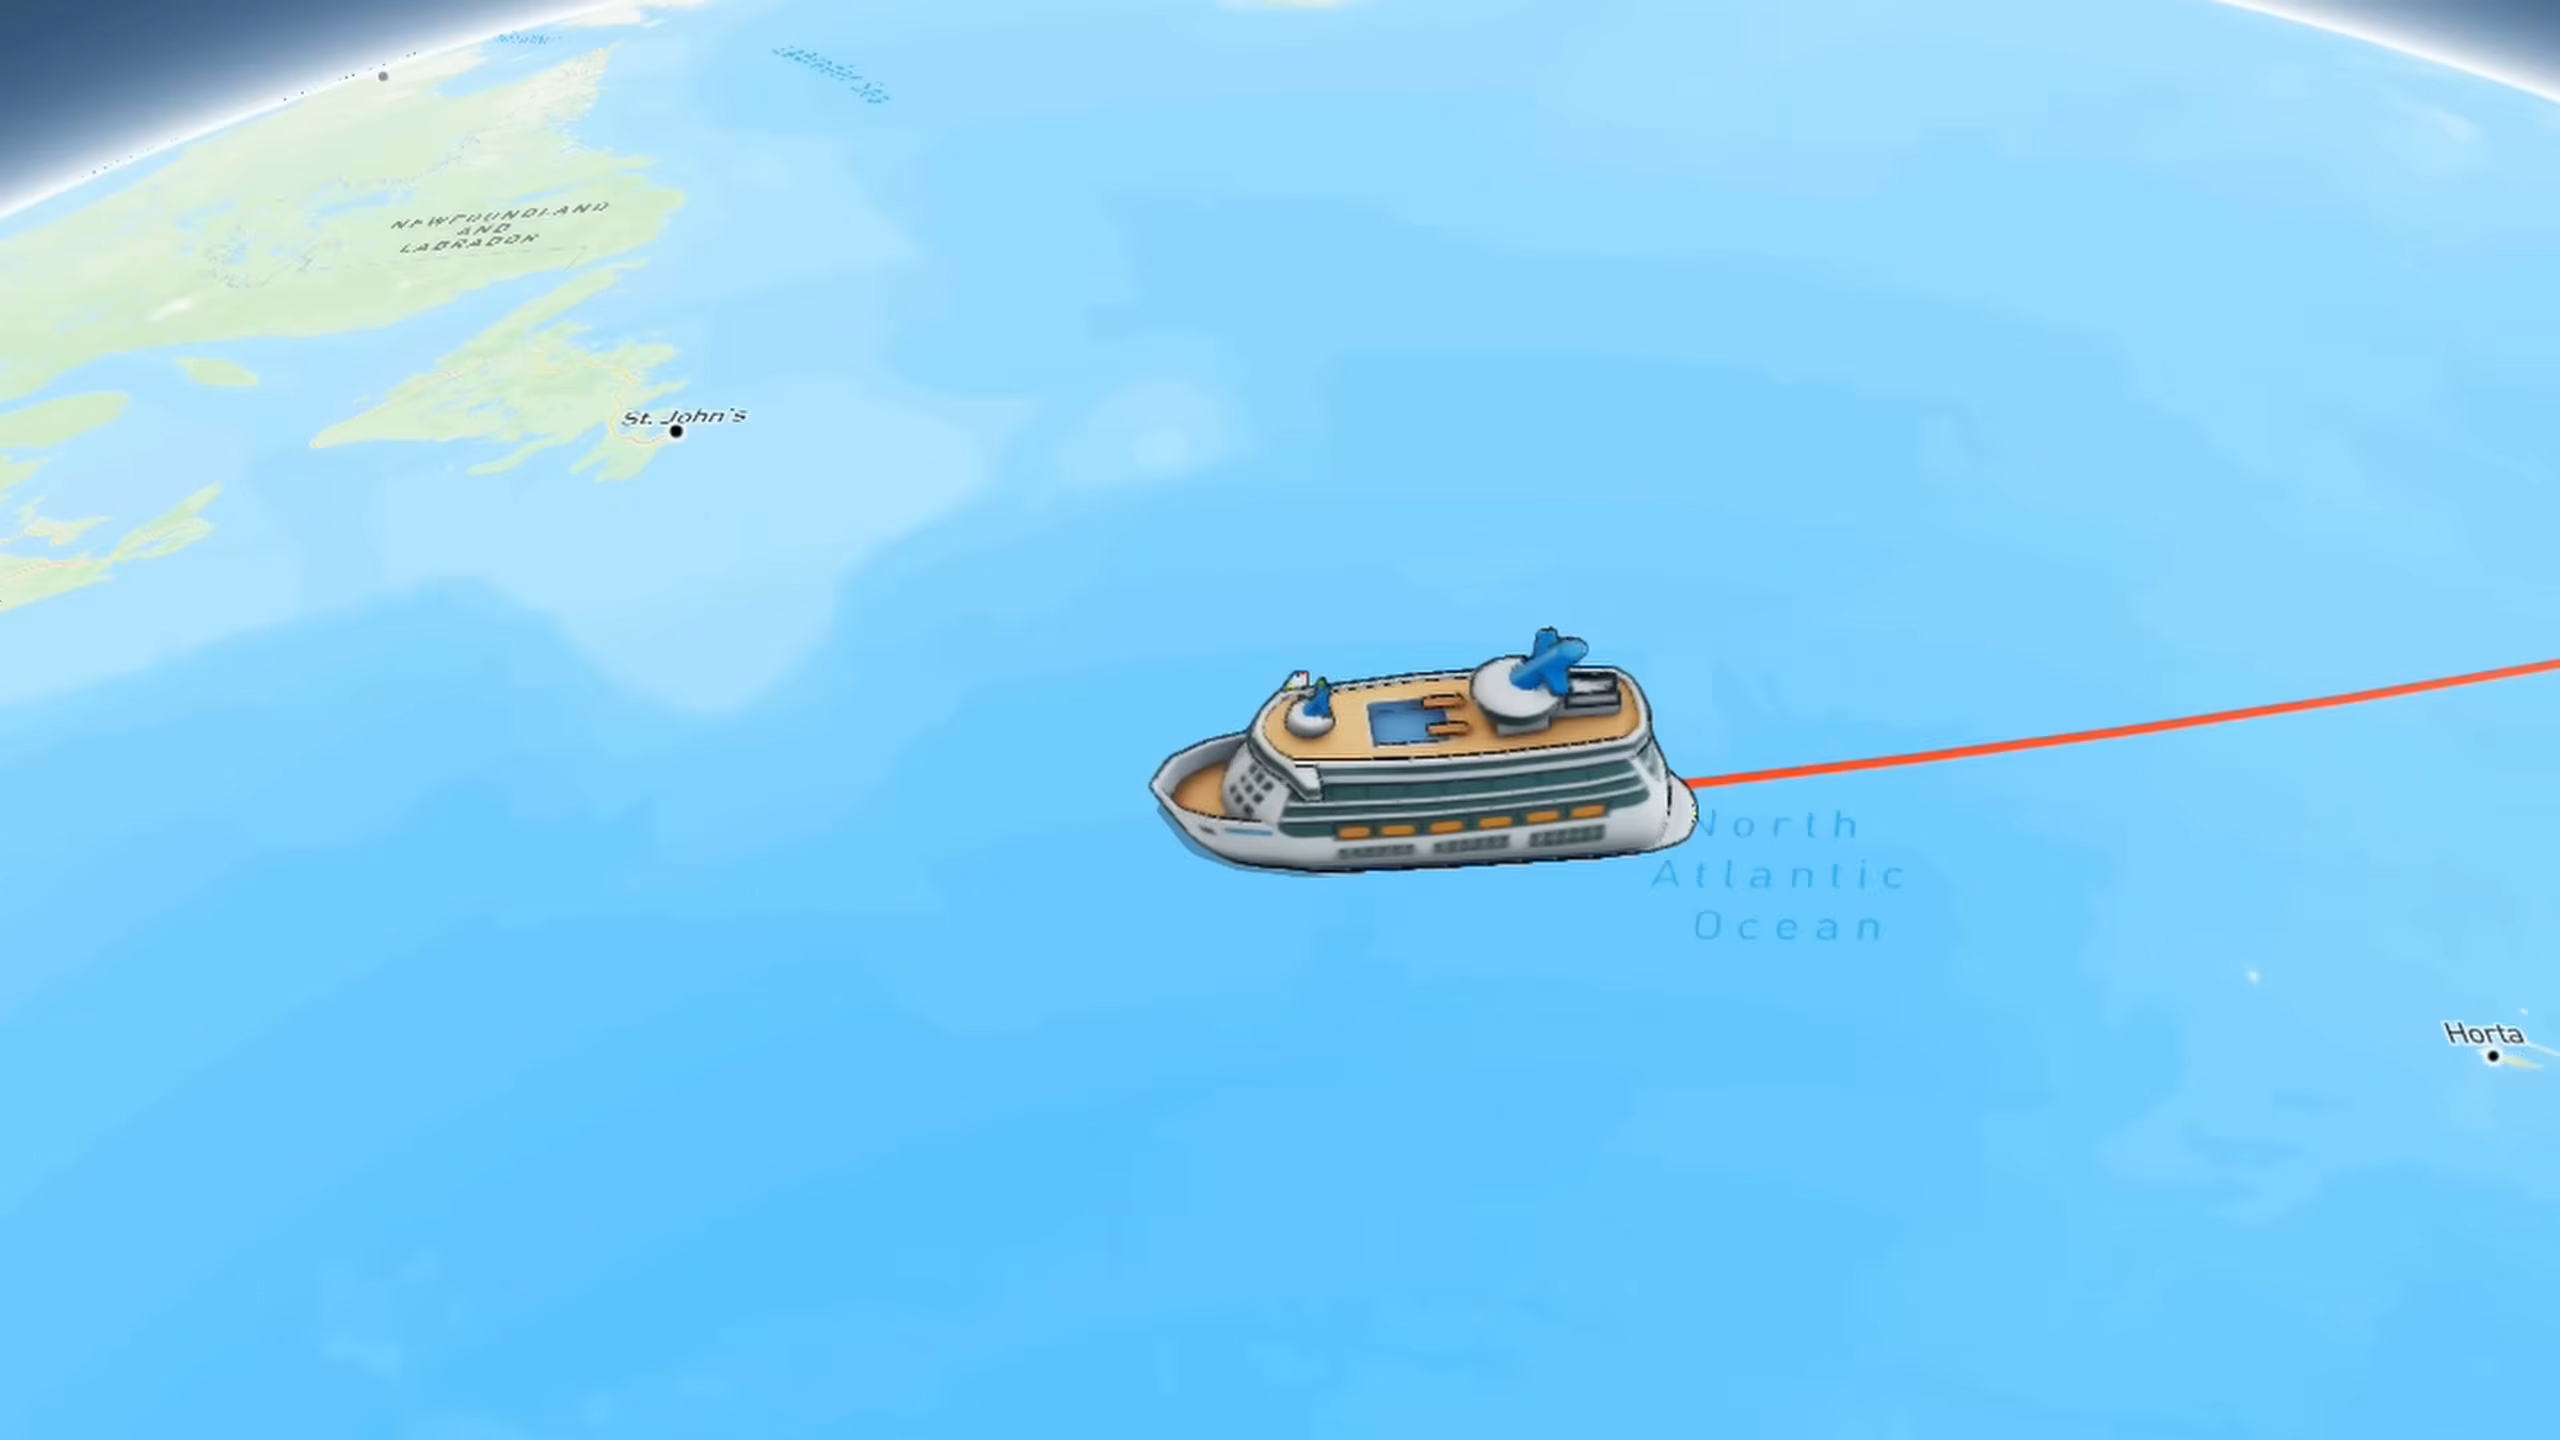 NEWFOUNDLAND
AND
LABRADOR
St. John's
North
Atlantic
Ocean
Horta